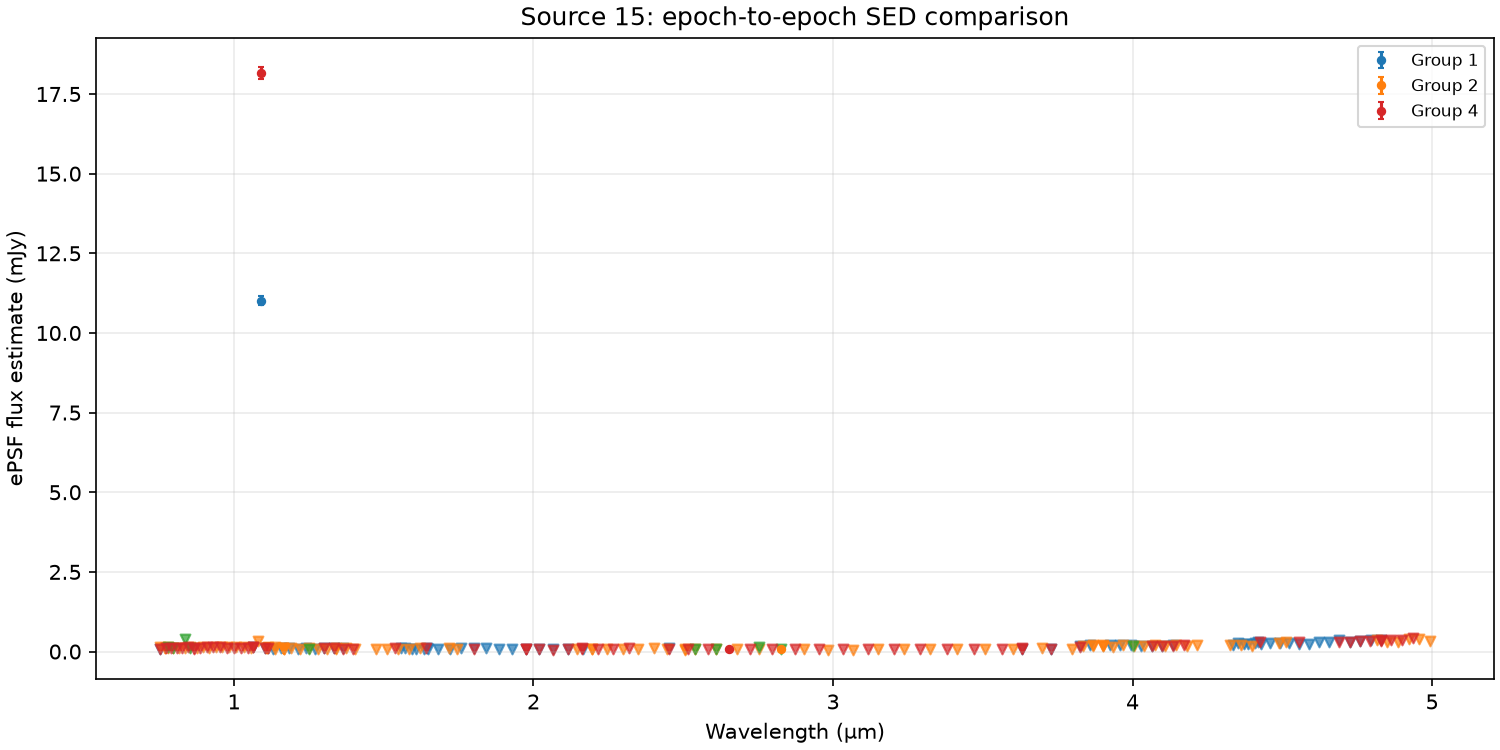 Source 15: epoch-to-epoch SED comparison
ePSF flux estimate (mJy)
17.5
15.0
12.5
10.0
7.5
5.0
2.5
0.0
Group 1
Group 2
Group 4
1
2
3
4
5
Wavelength (μm)